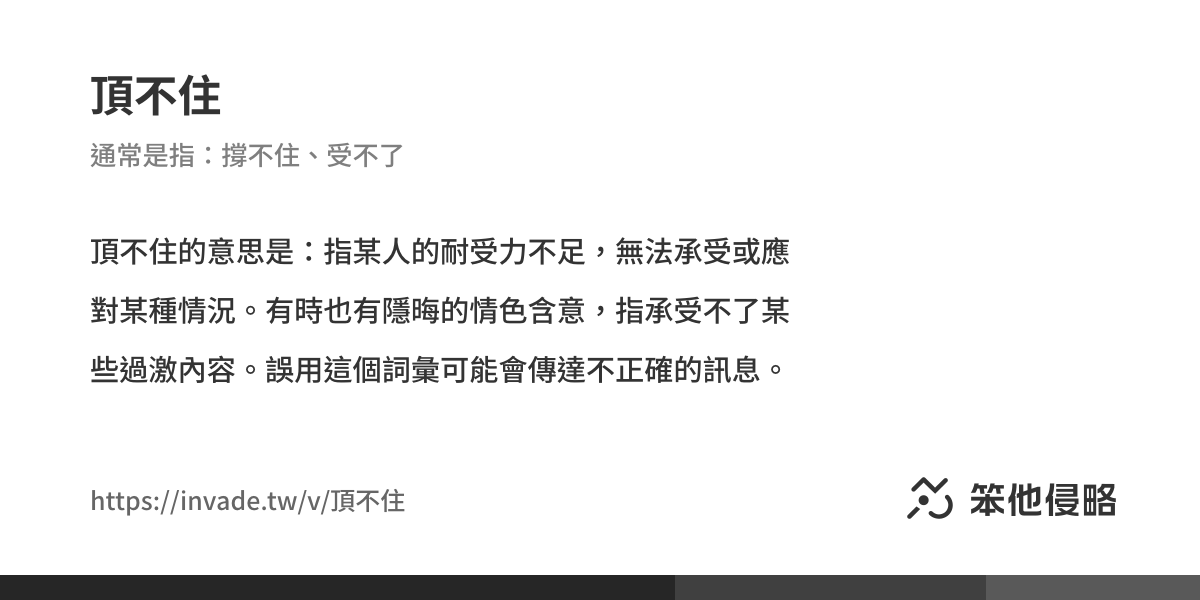 頂不住
通常是指：撐不住、受不了
頂不住的意思是：指某人的耐受力不足，無法承受或應
對某種情況。有時也有隱晦的情色含意，指承受不了某
些過激內容。誤用這個詞彙可能會傳達不正確的訊息。
https://invade.tw/v/頂不住
笨他侵略